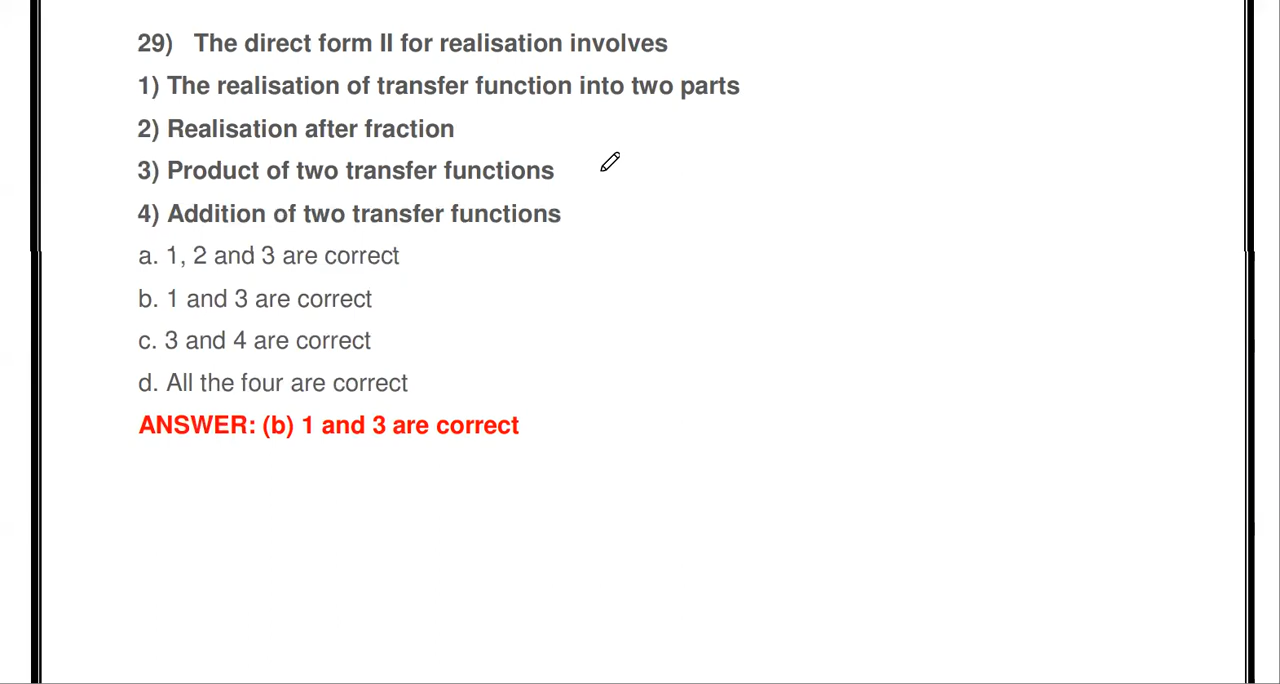 29) The direct form II for realisation involves
1) The realisation of transfer function into two parts
2) Realisation after fraction
3) Product of two transfer functions
4) Addition of two transfer functions
a. 1, 2 and 3 are correct
b. 1 and 3 are correct
c. 3 and 4 are correct
d. All the four are correct
ANSWER: (b) 1 and 3 are correct